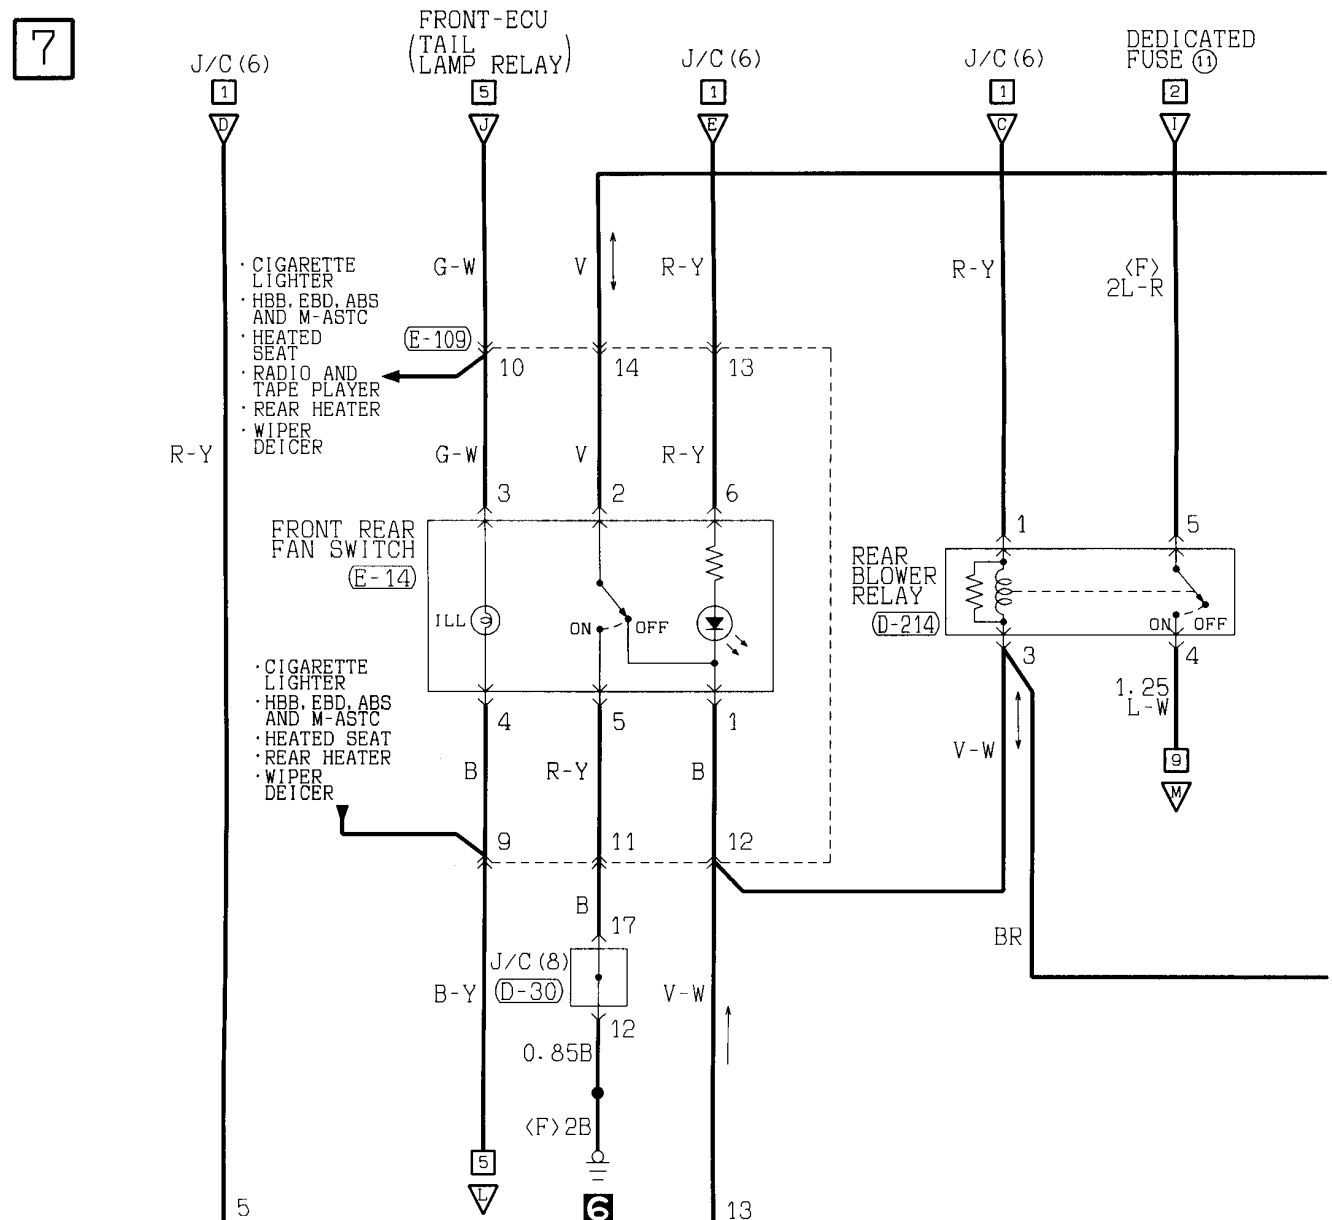 7
J/C(6)
1
D
FRONT-ECU
(TAIL
LAMP RELAY)
5
J
J/C(6)
1
E
J/C(6)
1
C
DEDICATED
FUSE ⑪
2
I
· CIGARETTE
LIGHTER
· HBB, EBD, ABS
AND M-ASTC
· HEATED
SEAT
· RADIO AND
TAPE PLAYER
· REAR HEATER
· WIPER
DEICER
G-W
V
R-Y
R-Y
<F>
2L-R
E-109
10
14
13
R-Y
G-W
V
R-Y
3
2
6
FRONT REAR
FAN SWITCH
E-14
ILL
ON
OFF
1
5
REAR
BLOWER
RELAY
D-214
ON
OFF
3
4
· CIGARETTE
LIGHTER
· HBB, EBD, ABS
AND M-ASTC
· HEATED SEAT
· REAR HEATER
· WIPER
DEICER
4
5
1
1.25
L-W
B
R-Y
B
V-W
9
M
9
11
12
B
17
BR
J/C(8)
D-30
B-Y
V-W
12
0.85B
<F>2B
5
L
6
5
13